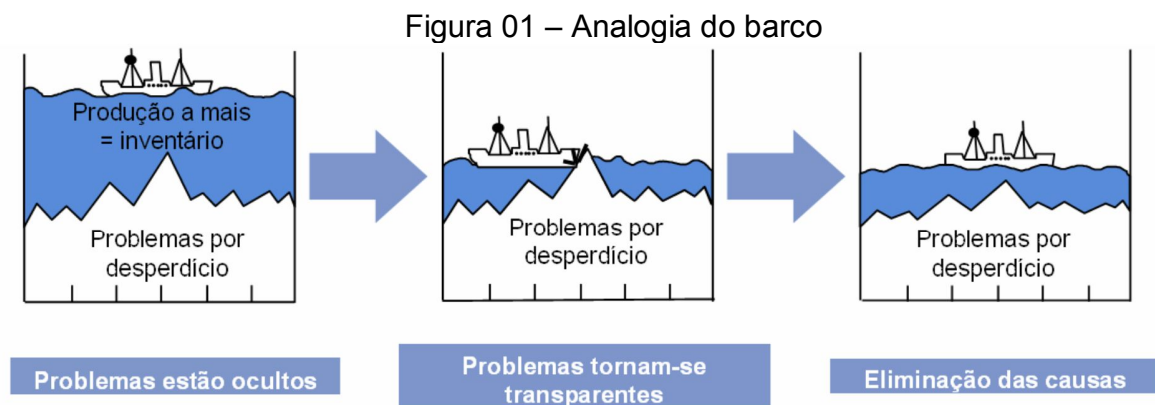 Figura 01 – Analogia do barco
Produção a mais
= inventário
Problemas por
desperdício
Problemas por
desperdício
Problemas por
desperdício
Problemas estão ocultos
Problemas tornam-se
transparentes
Eliminação das causas